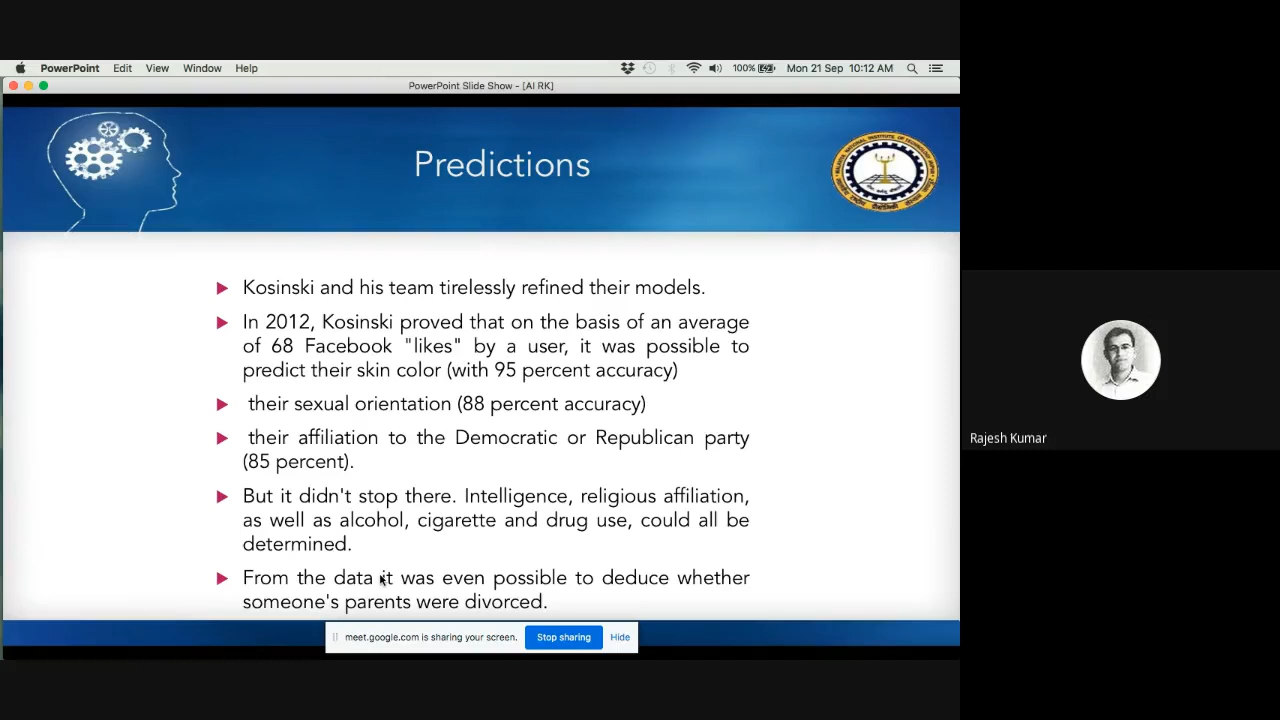 PowerPoint Edit View Window Help 100% Mon 21 Sep 10:12 AM
PowerPoint Slide Show - [AI RK]
Predictions
Kosinski and his team tirelessly refined their models.
In 2012, Kosinski proved that on the basis of an average
of 68 Facebook "likes" by a user, it was possible to
predict their skin color (with 95 percent accuracy)
their sexual orientation (88 percent accuracy)
their affiliation to the Democratic or Republican party
(85 percent).
But it didn't stop there. Intelligence, religious affiliation,
as well as alcohol, cigarette and drug use, could all be
determined.
From the data it was even possible to deduce whether
someone's parents were divorced.
meet.google.com is sharing your screen. Stop sharing Hide
Rajesh Kumar